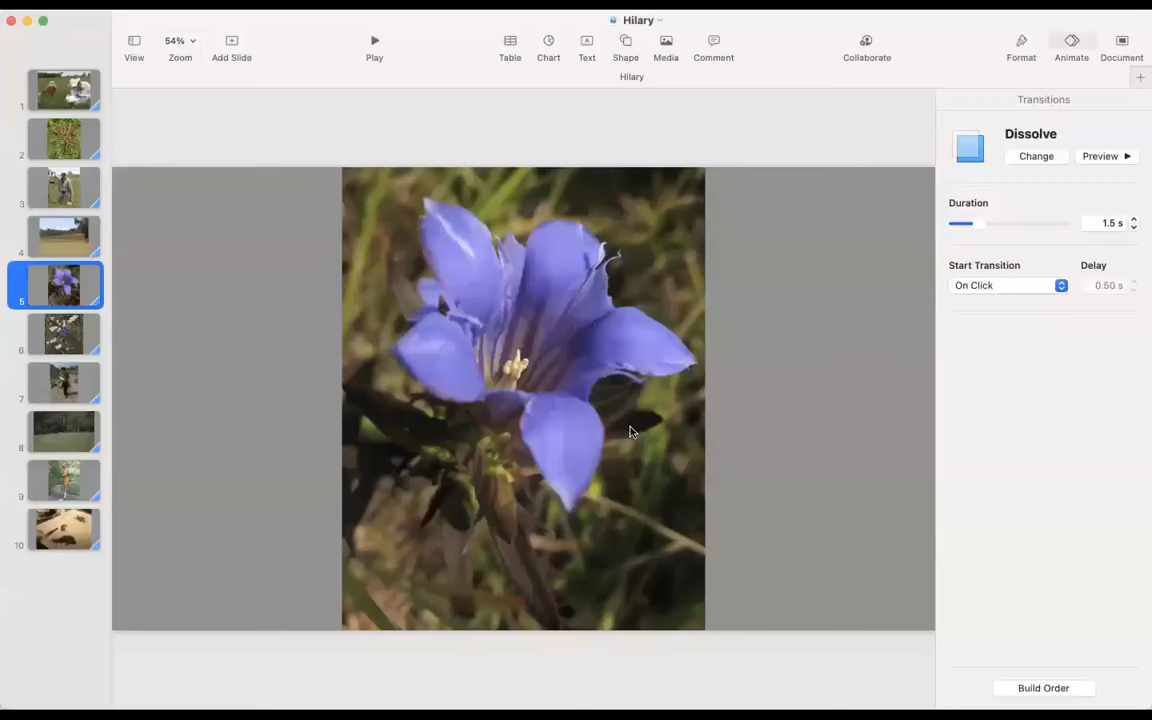 Hilary
View
54%
Zoom
Add Slide
Play
Table
Chart
Text
Shape
Media
Comment
Collaborate
Format
Animate
Document
Hilary
Transitions
Dissolve
Change
Preview
Duration
1.5 s
Start Transition
Delay
On Click
0.50 s
Build Order
1
2
3
4
5
6
7
8
9
10